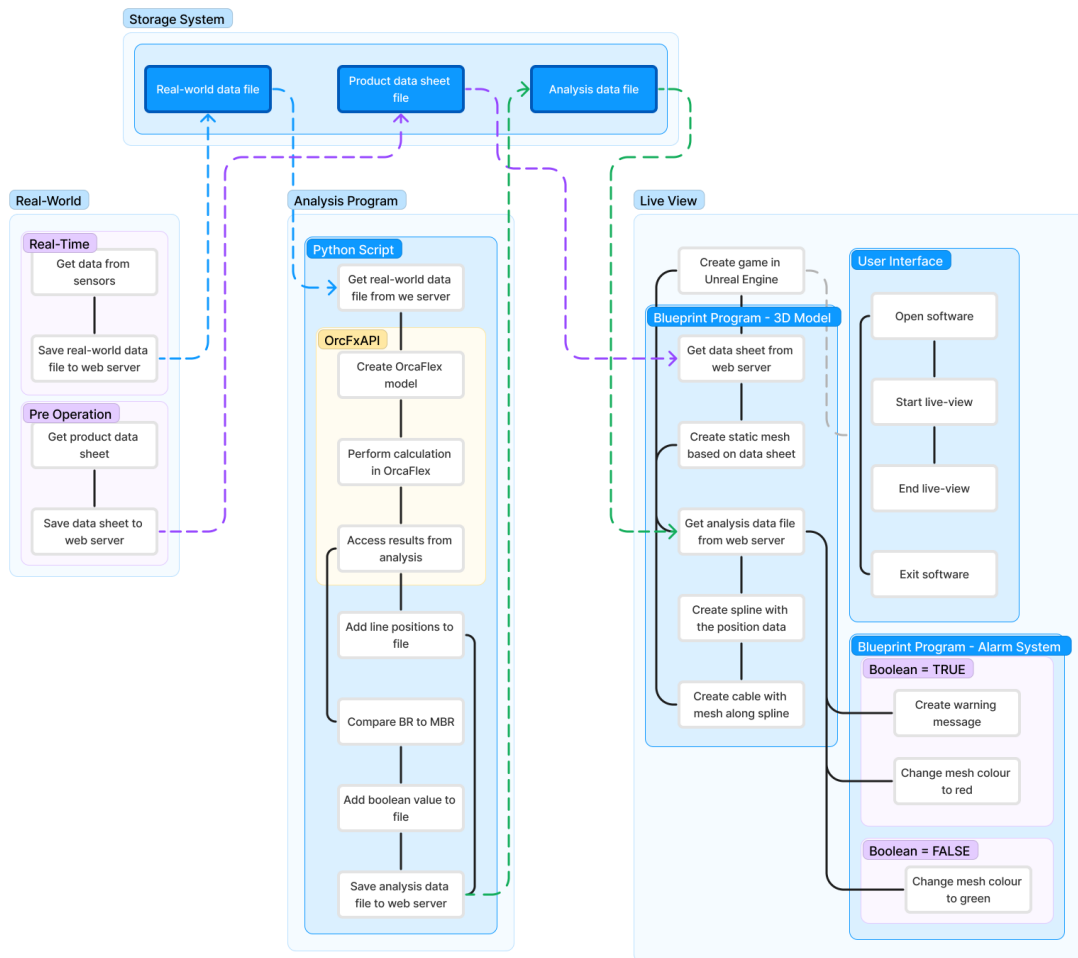 Storage System
Real-world data file
Product data sheet
file
Analysis data file
Real-World
Real-Time
Get data from
sensors
Save real-world data
file to web server
Pre Operation
Get product data
sheet
Save data sheet to
web server
Analysis Program
Python Script
Get real-world data
file from we server
OrcFxAPI
Create OrcaFlex
model
Perform calculation
in OrcaFlex
Access results from
analysis
Add line positions to
file
Compare BR to MBR
Add boolean value to
file
Save analysis data
file to web server
Live View
Create game in
Unreal Engine
Blueprint Program - 3D Model
Get data sheet from
web server
Create static mesh
based on data sheet
Get analysis data file
from web server
Create spline with
the position data
Create cable with
mesh along spline
User Interface
Open software
Start live-view
End live-view
Exit software
Blueprint Program - Alarm System
Boolean = TRUE
Create warning
message
Change mesh colour
to red
Boolean = FALSE
Change mesh colour
to green